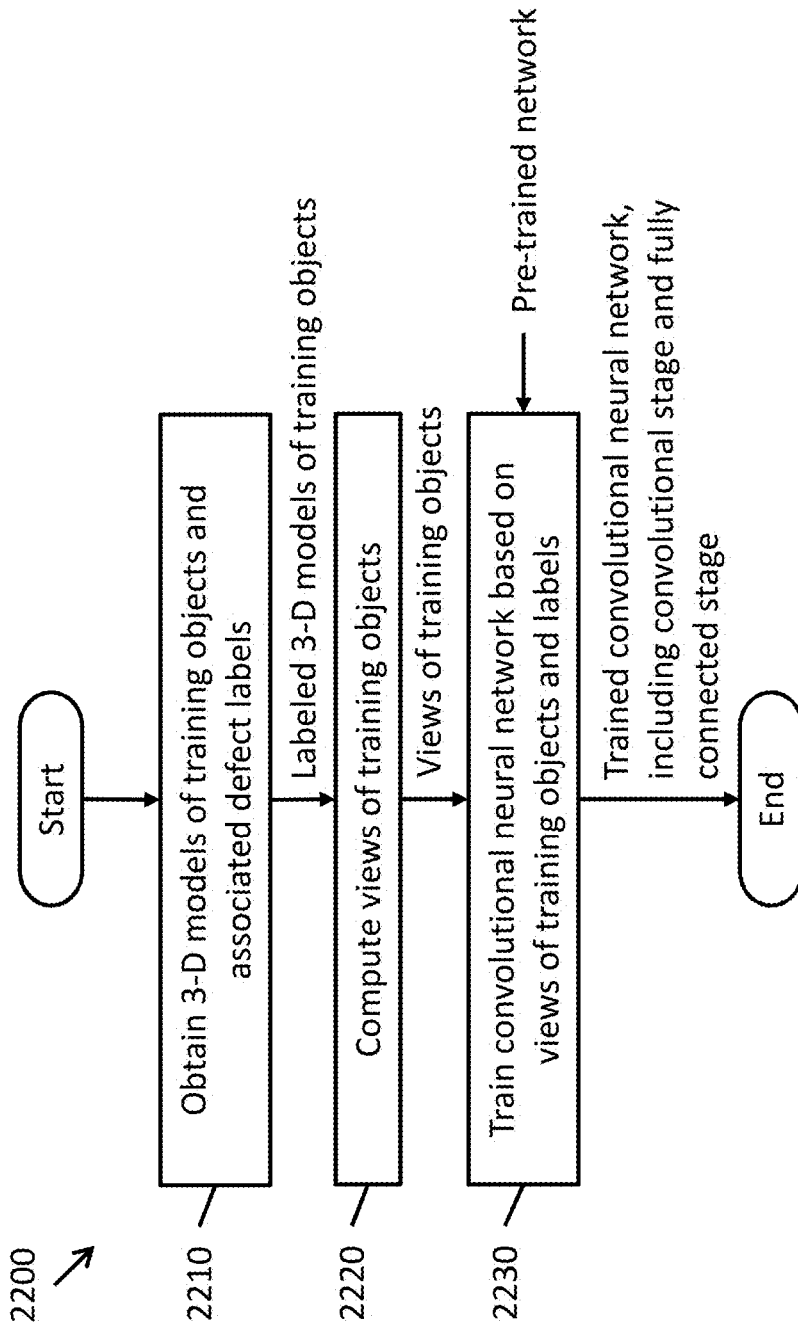 2200
Start
2210
Obtain 3-D models of training objects and
associated defect labels
Labeled 3-D models of training objects
2220
Compute views of training objects
Views of training objects
2230
Train convolutional neural network based on
views of training objects and labels
Pre-trained network
Trained convolutional neural network,
including convolutional stage and fully
connected stage
End